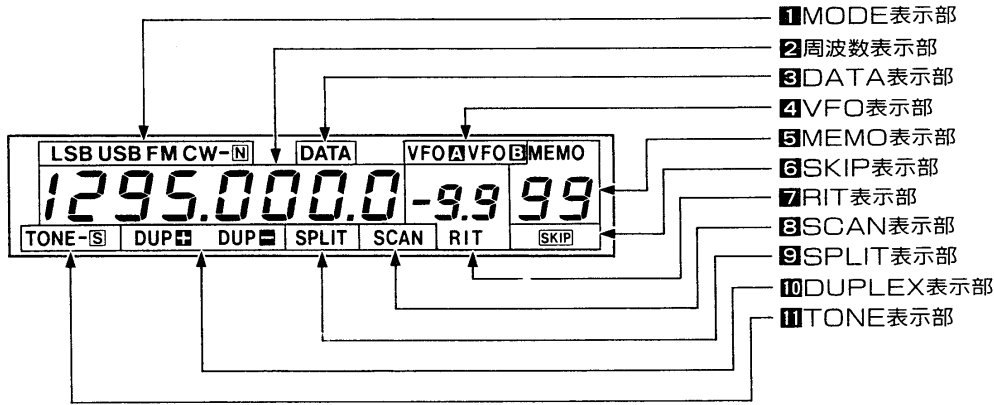 1 MODE表示部
2 周波数表示部
3 DATA表示部
4 VFO表示部
5 MEMO表示部
6 SKIP表示部
7 RIT表示部
8 SCAN表示部
9 SPLIT表示部
10 DUPLEX表示部
11 TONE表示部
LSB USB FM CW-N DATA VFO A VFO B MEMO
1295.000.0 -9.9 99
TONE-S DUP+ DUP- SPLIT SCAN RIT SKIP